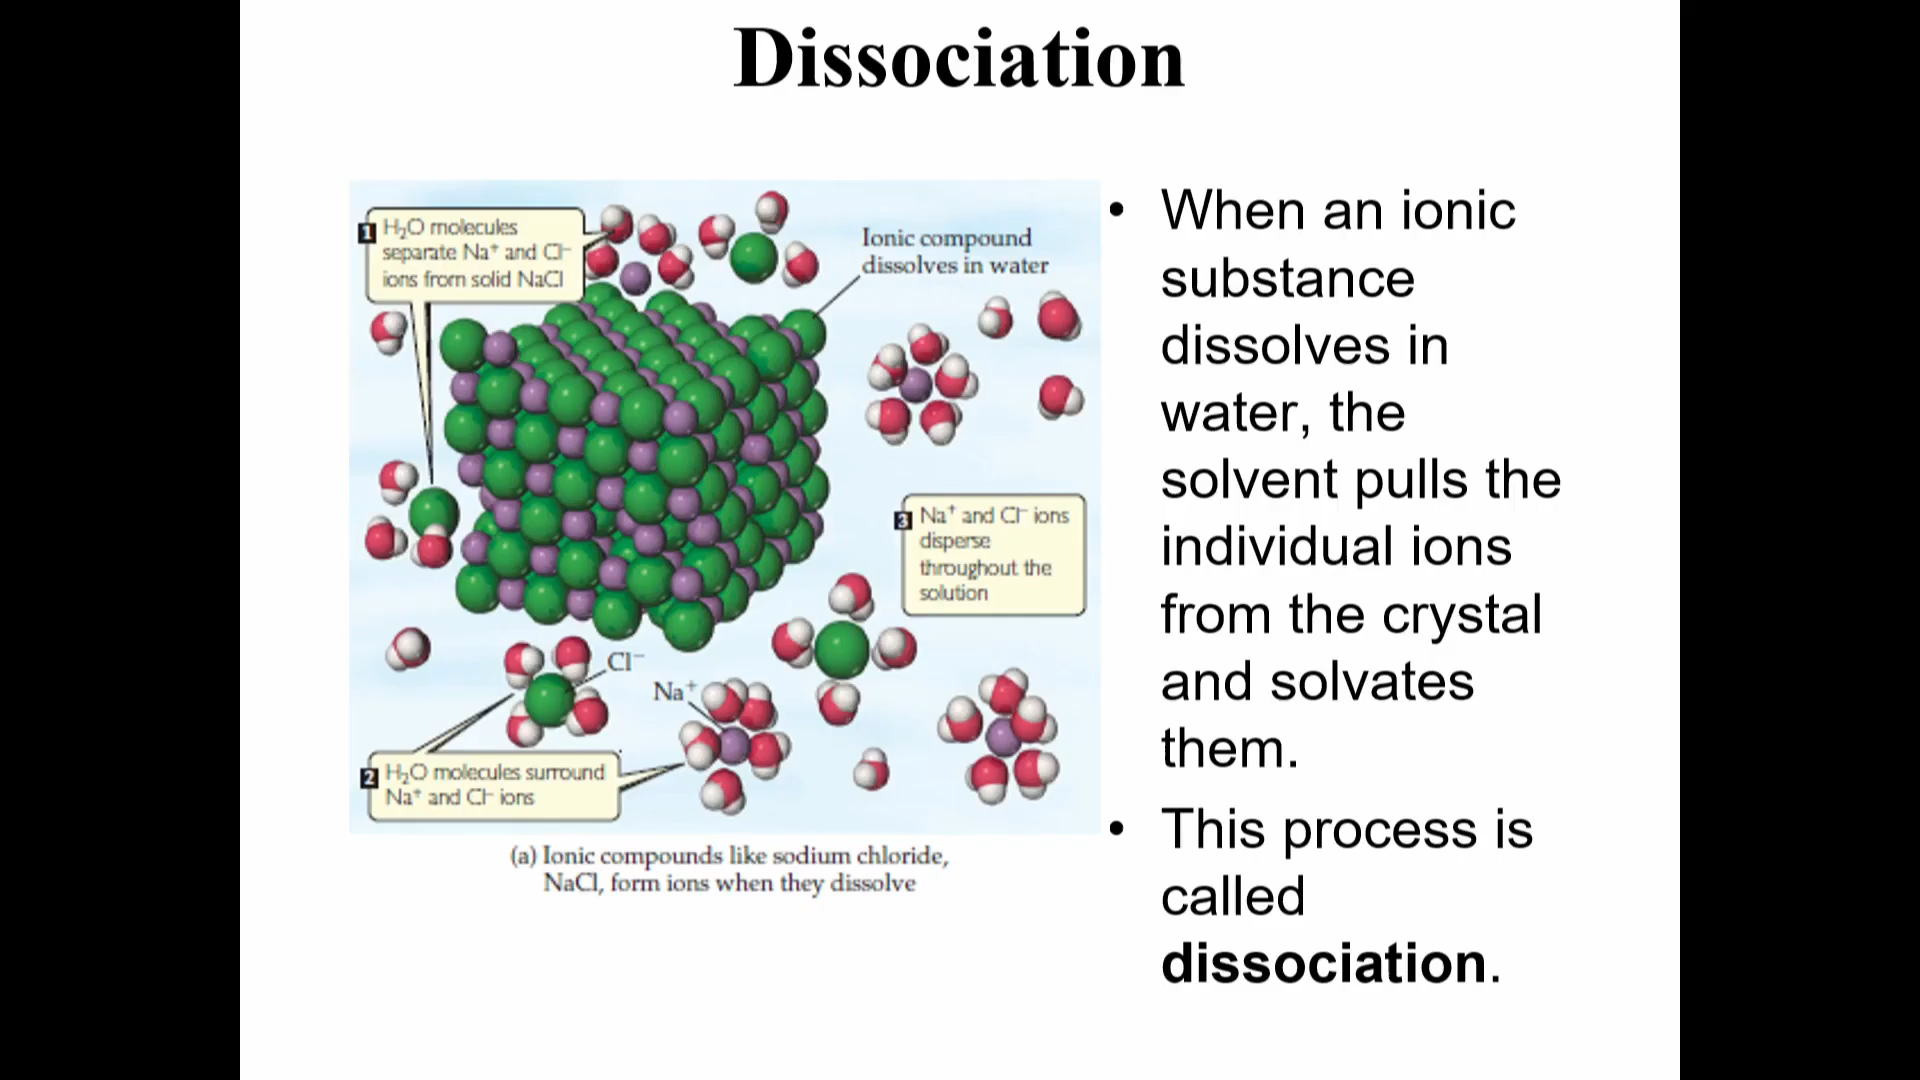 Dissociation
1 H₂O molecules
separate Na⁺ and Cl⁻
ions from solid NaCl
Ionic compound
dissolves in water
3 Na⁺ and Cl⁻ ions
disperse
throughout the
solution
Cl⁻
Na⁺
2 H₂O molecules surround
Na⁺ and Cl⁻ ions
(a) Ionic compounds like sodium chloride,
NaCl, form ions when they dissolve
• When an ionic
substance
dissolves in
water, the
solvent pulls the
individual ions
from the crystal
and solvates
them.
• This process is
called
dissociation.